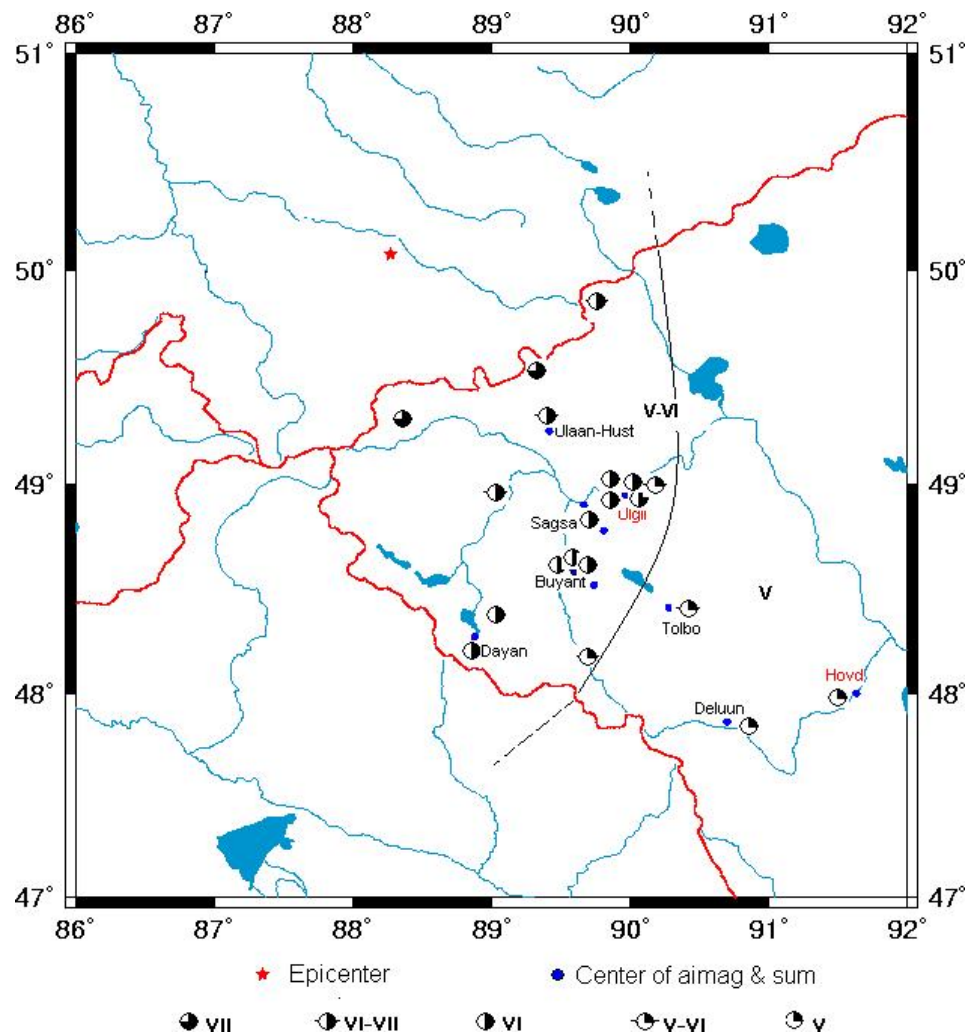 86° 87° 88° 89° 90° 91° 92°
51° 51°
50° 50°
V-VI
Ulaan-Hust
49° 49°
Sagsa Ulgii
Buyant
V
Tolbo
Dayan
Hovd
48° 48°
Deluun
47° 47°
86° 87° 88° 89° 90° 91° 92°
Epicenter Center of aimag & sum
VII VI-VII VI V-VI V